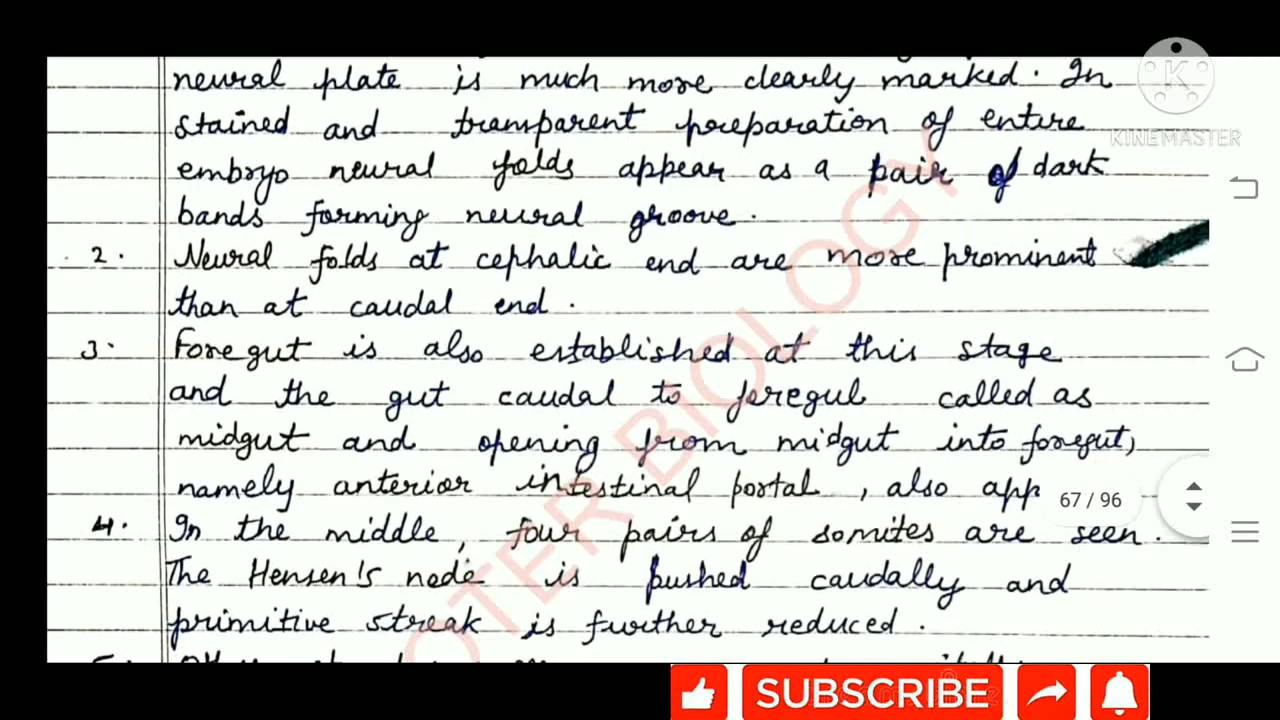 neural plate is much more clearly marked. In
stained and transparent preparation of entire
embryo neural folds appear as a pair of dark
bands forming neural groove.
2. Neural folds at cephalic end are more prominent
than at caudal end.
3. Foregut is also established at this stage
and the gut caudal to foregut called as
midgut and opening from midgut into foregut,
namely anterior intestinal portal, also app
4. In the middle, four pairs of somites are seen.
The Hensen's node is pushed caudally and
primitive streak is further reduced.
K
KINEMASTER
67 / 96
OTER BIOLOGY
SUBSCRIBE